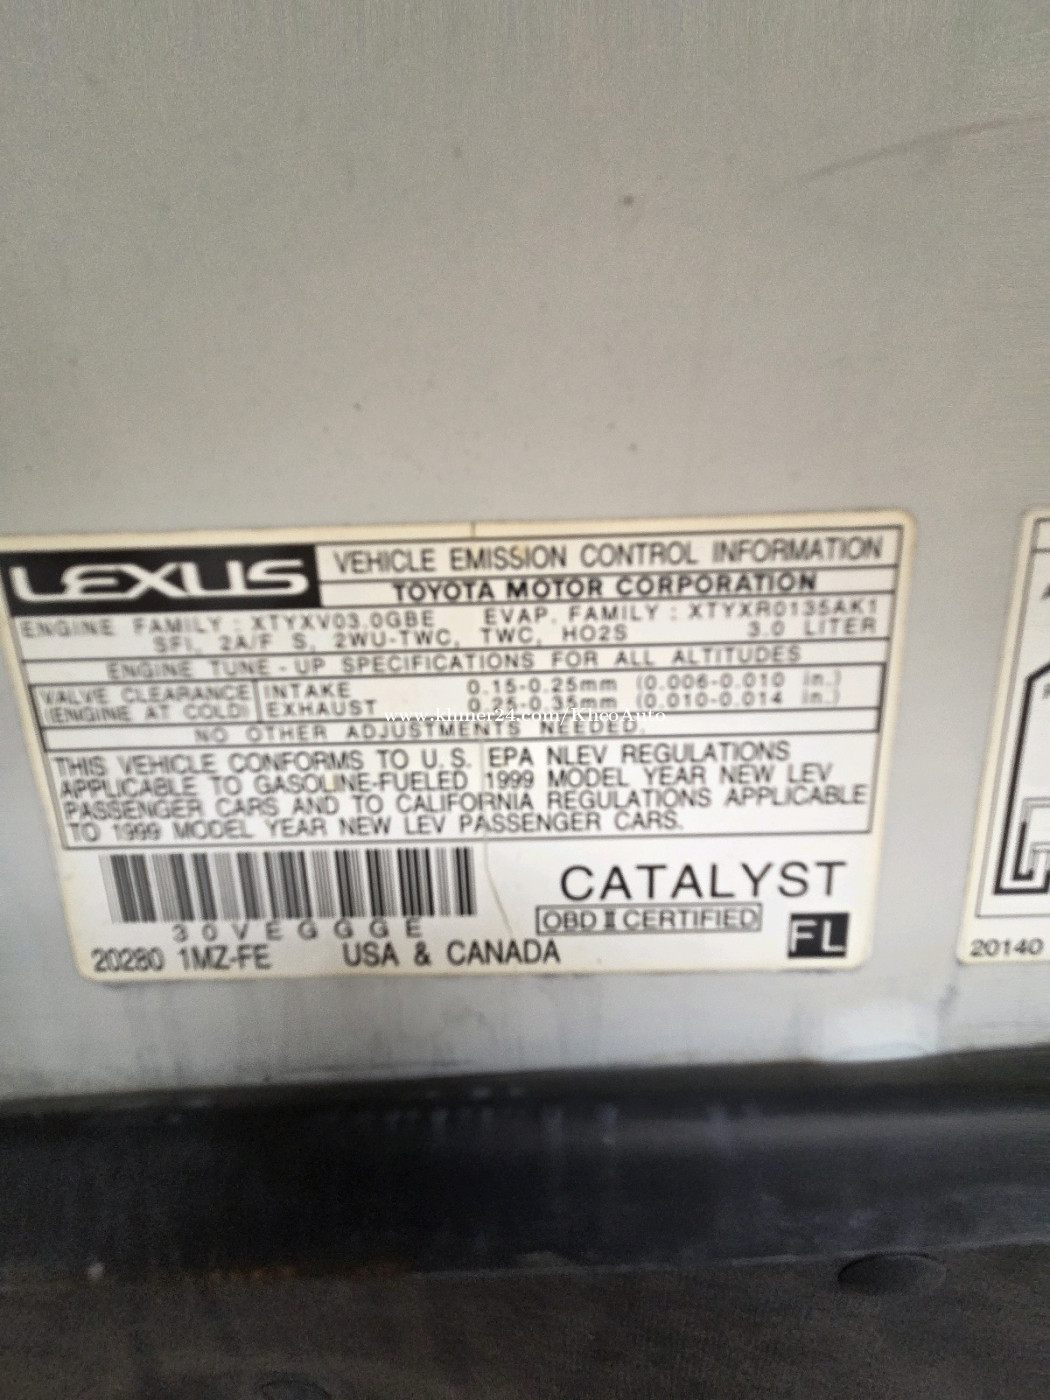 LEXUS
VEHICLE EMISSION CONTROL INFORMATION
TOYOTA MOTOR CORPORATION
ENGINE FAMILY : XTYXV03.0GBE EVAP. FAMILY : XTYXR0135AK1
SFI, 2A/F S, 2WU-TWC, TWC, HO2S 3.0 LITER
ENGINE TUNE-UP SPECIFICATIONS FOR ALL ALTITUDES
VALVE CLEARANCE INTAKE 0.15-0.25mm (0.006-0.010 in.)
(ENGINE AT COLD) EXHAUST 0.25-0.35mm (0.010-0.014 in.)
www.khmer24.com/KheoAuto
NO OTHER ADJUSTMENTS NEEDED.
THIS VEHICLE CONFORMS TO U.S. EPA NLEV REGULATIONS
APPLICABLE TO GASOLINE-FUELED 1999 MODEL YEAR NEW LEV
PASSENGER CARS AND TO CALIFORNIA REGULATIONS APPLICABLE
TO 1999 MODEL YEAR NEW LEV PASSENGER CARS.
30VEGGGE
CATALYST
OBD II CERTIFIED
FL
20280 1MZ-FE USA & CANADA
20140